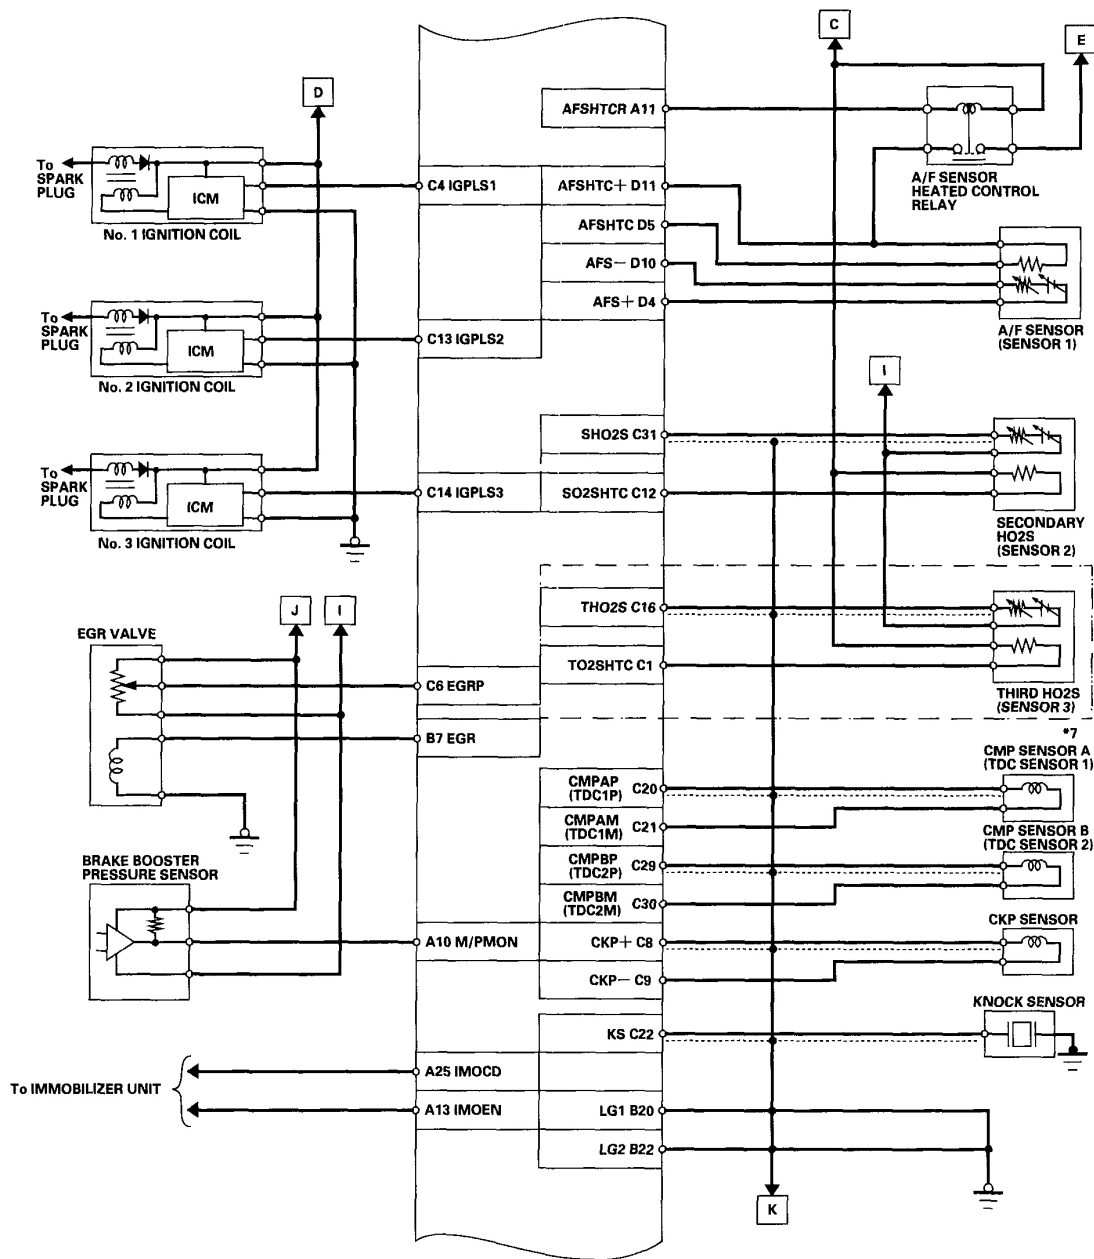 C
E
D
AFSHTCR A11
A/F SENSOR
HEATED CONTROL
RELAY
To
SPARK
PLUG
ICM
No. 1 IGNITION COIL
C4 IGPLS1
AFSHTC+ D11
AFSHTC D5
AFS- D10
AFS+ D4
A/F SENSOR
(SENSOR 1)
To
SPARK
PLUG
ICM
No. 2 IGNITION COIL
C13 IGPLS2
I
SHO2S C31
SO2SHTC C12
SECONDARY
HO2S
(SENSOR 2)
To
SPARK
PLUG
ICM
No. 3 IGNITION COIL
C14 IGPLS3
J
I
EGR VALVE
THO2S C16
TO2SHTC C1
THIRD HO2S
(SENSOR 3)
*7
C6 EGRP
B7 EGR
CMP SENSOR A
(TDC SENSOR 1)
CMPAP
(TDC1P)
C20
CMPAM
(TDC1M)
C21
CMP SENSOR B
(TDC SENSOR 2)
CMPBP
(TDC2P)
C29
CMPBM
(TDC2M)
C30
BRAKE BOOSTER
PRESSURE SENSOR
A10 M/PMON
CKP+ C8
CKP- C9
CKP SENSOR
KNOCK SENSOR
KS C22
To IMMOBILIZER UNIT
A25 IMOCD
A13 IMOEN
LG1 B20
LG2 B22
K